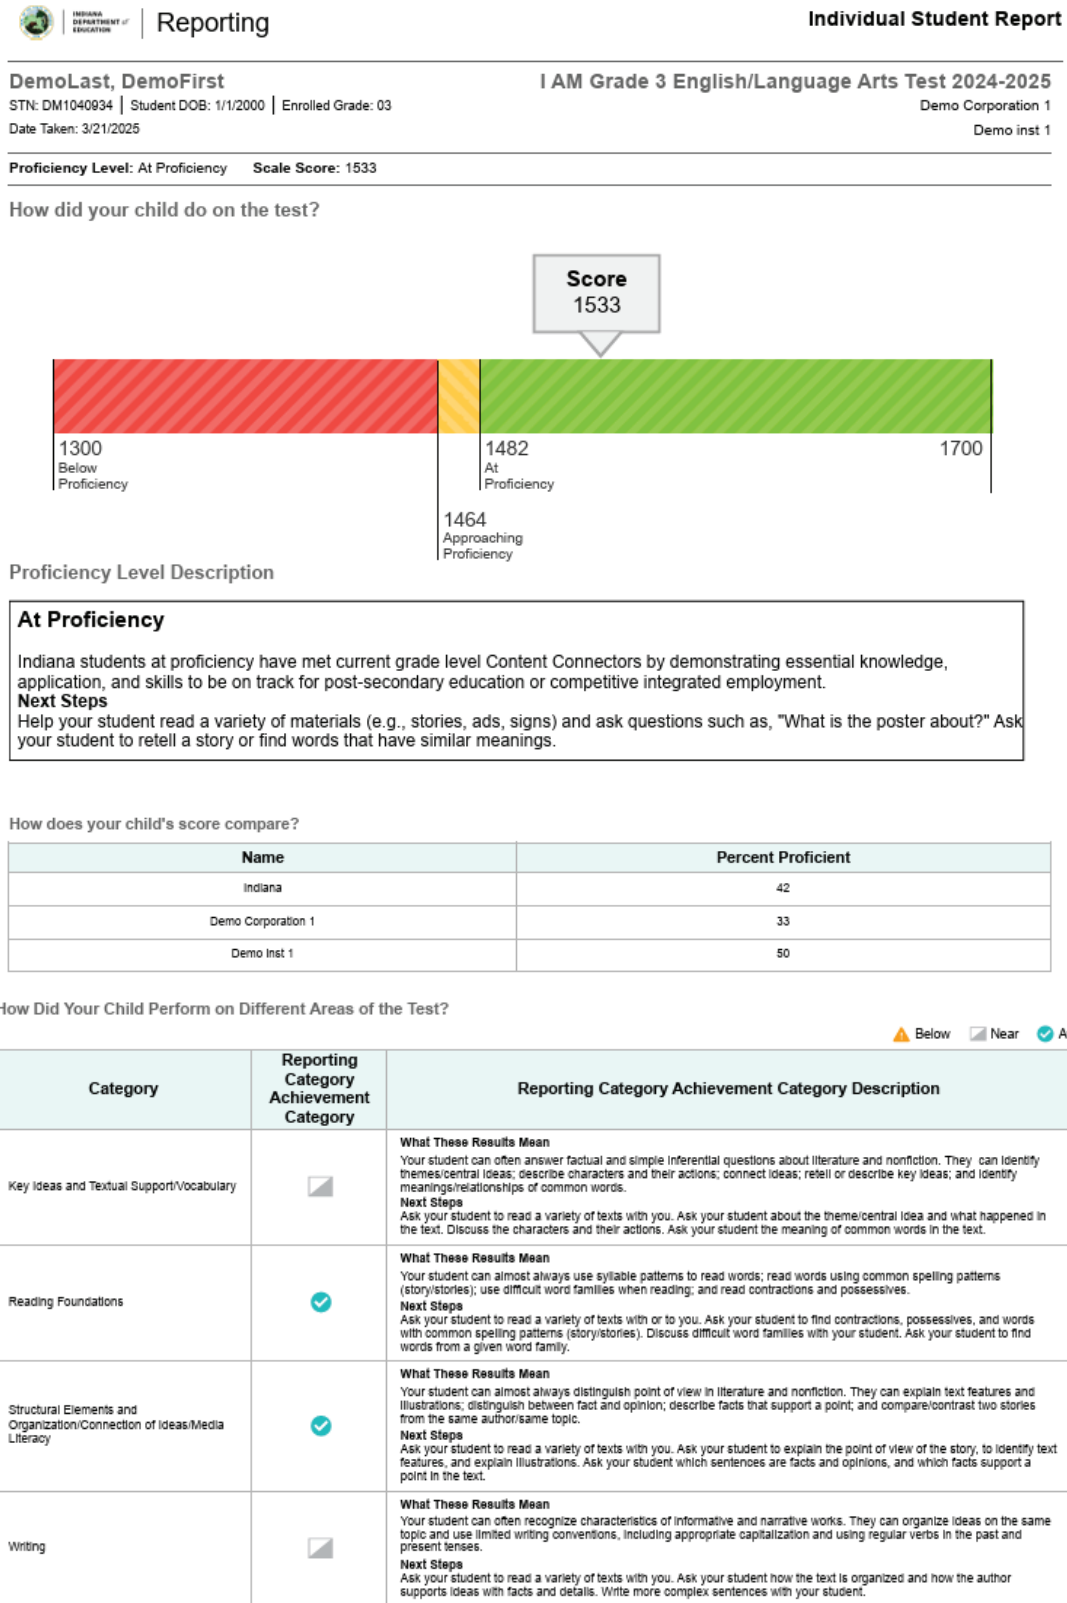 INDIANA
DEPARTMENT of
EDUCATION
Reporting
Individual Student Report
DemoLast, DemoFirst
I AM Grade 3 English/Language Arts Test 2024-2025
STN: DM1040934 | Student DOB: 1/1/2000 | Enrolled Grade: 03
Demo Corporation 1
Date Taken: 3/21/2025
Demo inst 1
Proficiency Level: At Proficiency Scale Score: 1533
How did your child do on the test?
Score
1533
1300
Below
Proficiency
1482
At
Proficiency
1700
1464
Approaching
Proficiency
Proficiency Level Description
At Proficiency
Indiana students at proficiency have met current grade level Content Connectors by demonstrating essential knowledge,
application, and skills to be on track for post-secondary education or competitive integrated employment.
Next Steps
Help your student read a variety of materials (e.g., stories, ads, signs) and ask questions such as, "What is the poster about?" Ask
your student to retell a story or find words that have similar meanings.
How does your child's score compare?
Name Percent Proficient
Indiana 42
Demo Corporation 1 33
Demo Inst 1 50
How Did Your Child Perform on Different Areas of the Test?
Below Near A
Category
Reporting
Category
Achievement
Category
Reporting Category Achievement Category Description
Key Ideas and Textual Support/Vocabulary
What These Results Mean
Your student can often answer factual and simple inferential questions about literature and nonfiction. They can identify
themes/central ideas; describe characters and their actions; connect ideas; retell or describe key ideas; and identify
meanings/relationships of common words.
Next Steps
Ask your student to read a variety of texts with you. Ask your student about the theme/central idea and what happened in
the text. Discuss the characters and their actions. Ask your student the meaning of common words in the text.
Reading Foundations
What These Results Mean
Your student can almost always use syllable patterns to read words; read words using common spelling patterns
(story/stories); use difficult word families when reading; and read contractions and possessives.
Next Steps
Ask your student to read a variety of texts with or to you. Ask your student to find contractions, possessives, and words
with common spelling patterns (story/stories). Discuss difficult word families with your student. Ask your student to find
words from a given word family.
Structural Elements and
Organization/Connection of Ideas/Media
Literacy
What These Results Mean
Your student can almost always distinguish point of view in literature and nonfiction. They can explain text features and
illustrations; distinguish between fact and opinion; describe facts that support a point; and compare/contrast two stories
from the same author/same topic.
Next Steps
Ask your student to read a variety of texts with you. Ask your student to explain the point of view of the story, to identify text
features, and explain illustrations. Ask your student which sentences are facts and opinions, and which facts support a
point in the text.
Writing
What These Results Mean
Your student can often recognize characteristics of informative and narrative works. They can organize ideas on the same
topic and use limited writing conventions, including appropriate capitalization and using regular verbs in the past and
present tenses.
Next Steps
Ask your student to read a variety of texts with you. Ask your student how the text is organized and how the author
supports ideas with facts and details. Write more complex sentences with your student.